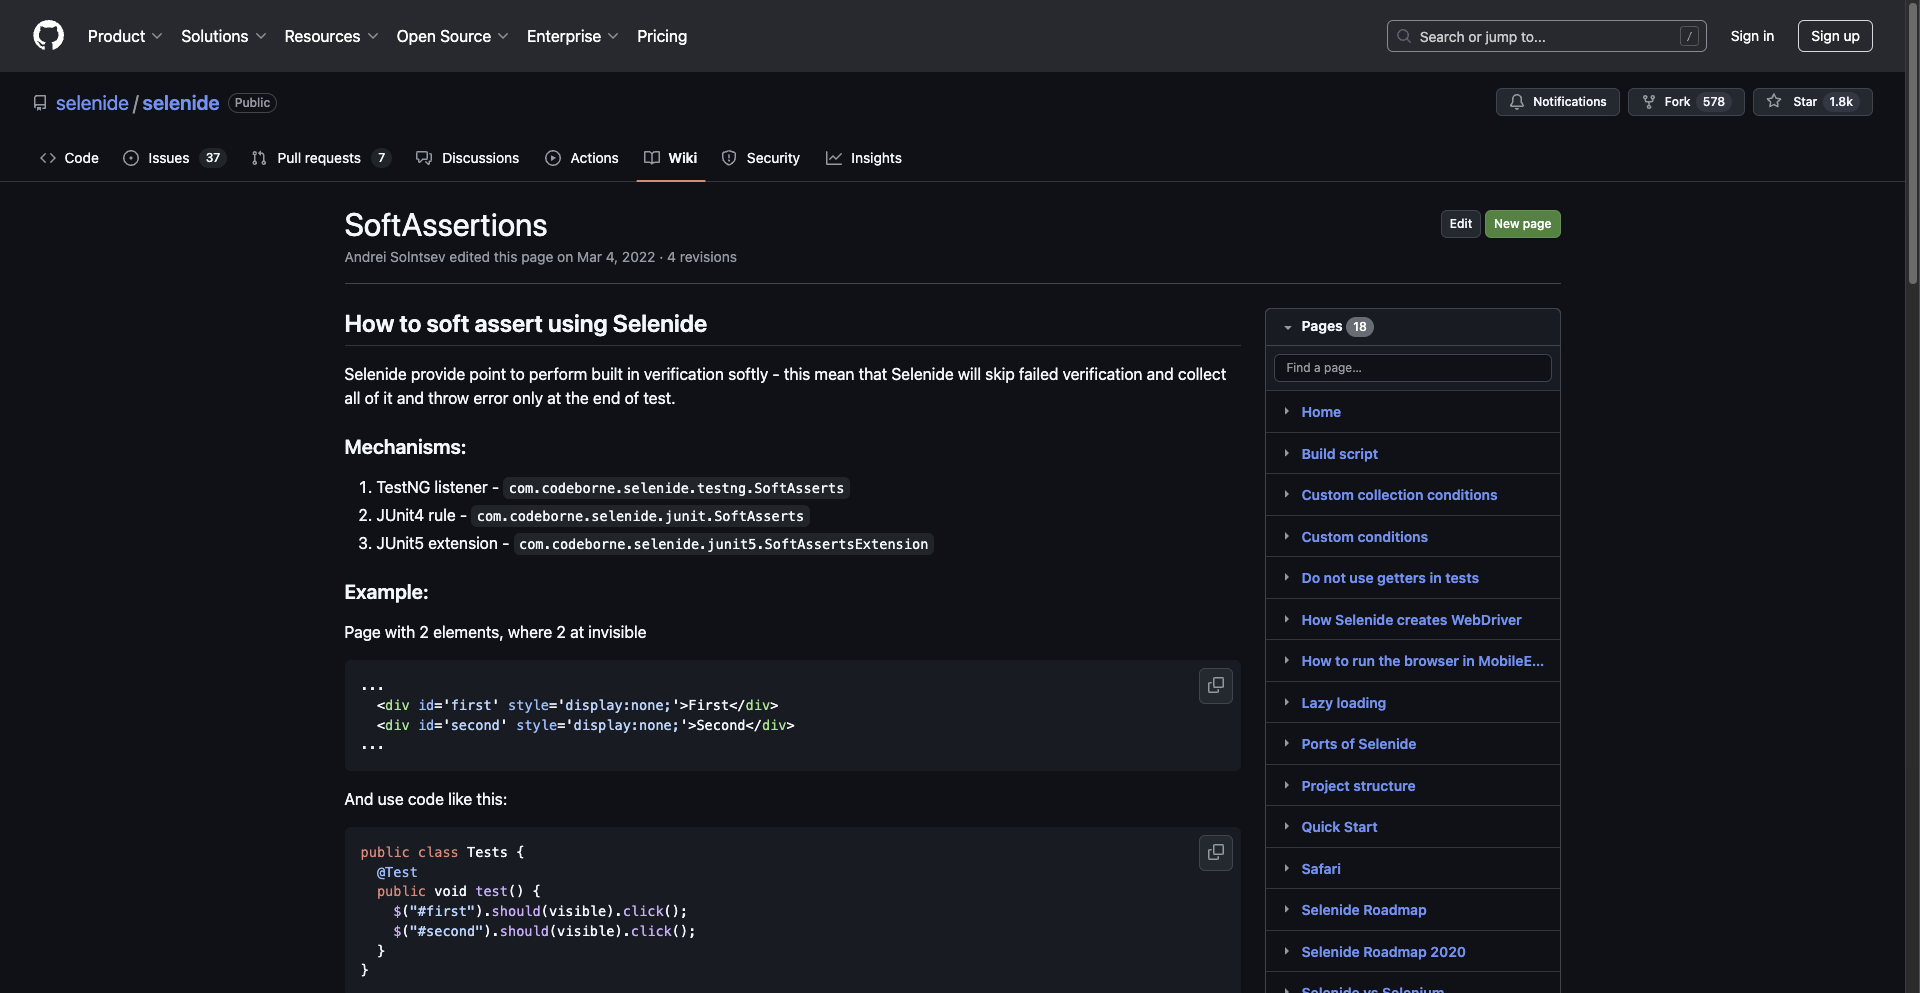 Product
Solutions
Resources
Open Source
Enterprise
Pricing
Search or jump to...
/
Sign in
Sign up
selenide / selenide
Public
Notifications
Fork 578
Star 1.8k
Code
Issues 37
Pull requests 7
Discussions
Actions
Wiki
Security
Insights
SoftAssertions
Andrei Solntsev edited this page on Mar 4, 2022 · 4 revisions
Edit
New page
How to soft assert using Selenide
Selenide provide point to perform built in verification softly - this mean that Selenide will skip failed verification and collect
all of it and throw error only at the end of test.
Mechanisms:
1. TestNG listener - com.codeborne.selenide.testng.SoftAsserts
2. JUnit4 rule - com.codeborne.selenide.junit.SoftAsserts
3. JUnit5 extension - com.codeborne.selenide.junit5.SoftAssertsExtension
Example:
Page with 2 elements, where 2 at invisible
...
<div id='first' style='display:none;'>First</div>
<div id='second' style='display:none;'>Second</div>
...
And use code like this:
public class Tests {
@Test
public void test() {
$("#first").should(visible).click();
$("#second").should(visible).click();
}
}
Pages 18
Find a page...
Home
Build script
Custom collection conditions
Custom conditions
Do not use getters in tests
How Selenide creates WebDriver
How to run the browser in MobileE...
Lazy loading
Ports of Selenide
Project structure
Quick Start
Safari
Selenide Roadmap
Selenide Roadmap 2020
Selenide vs Selenium